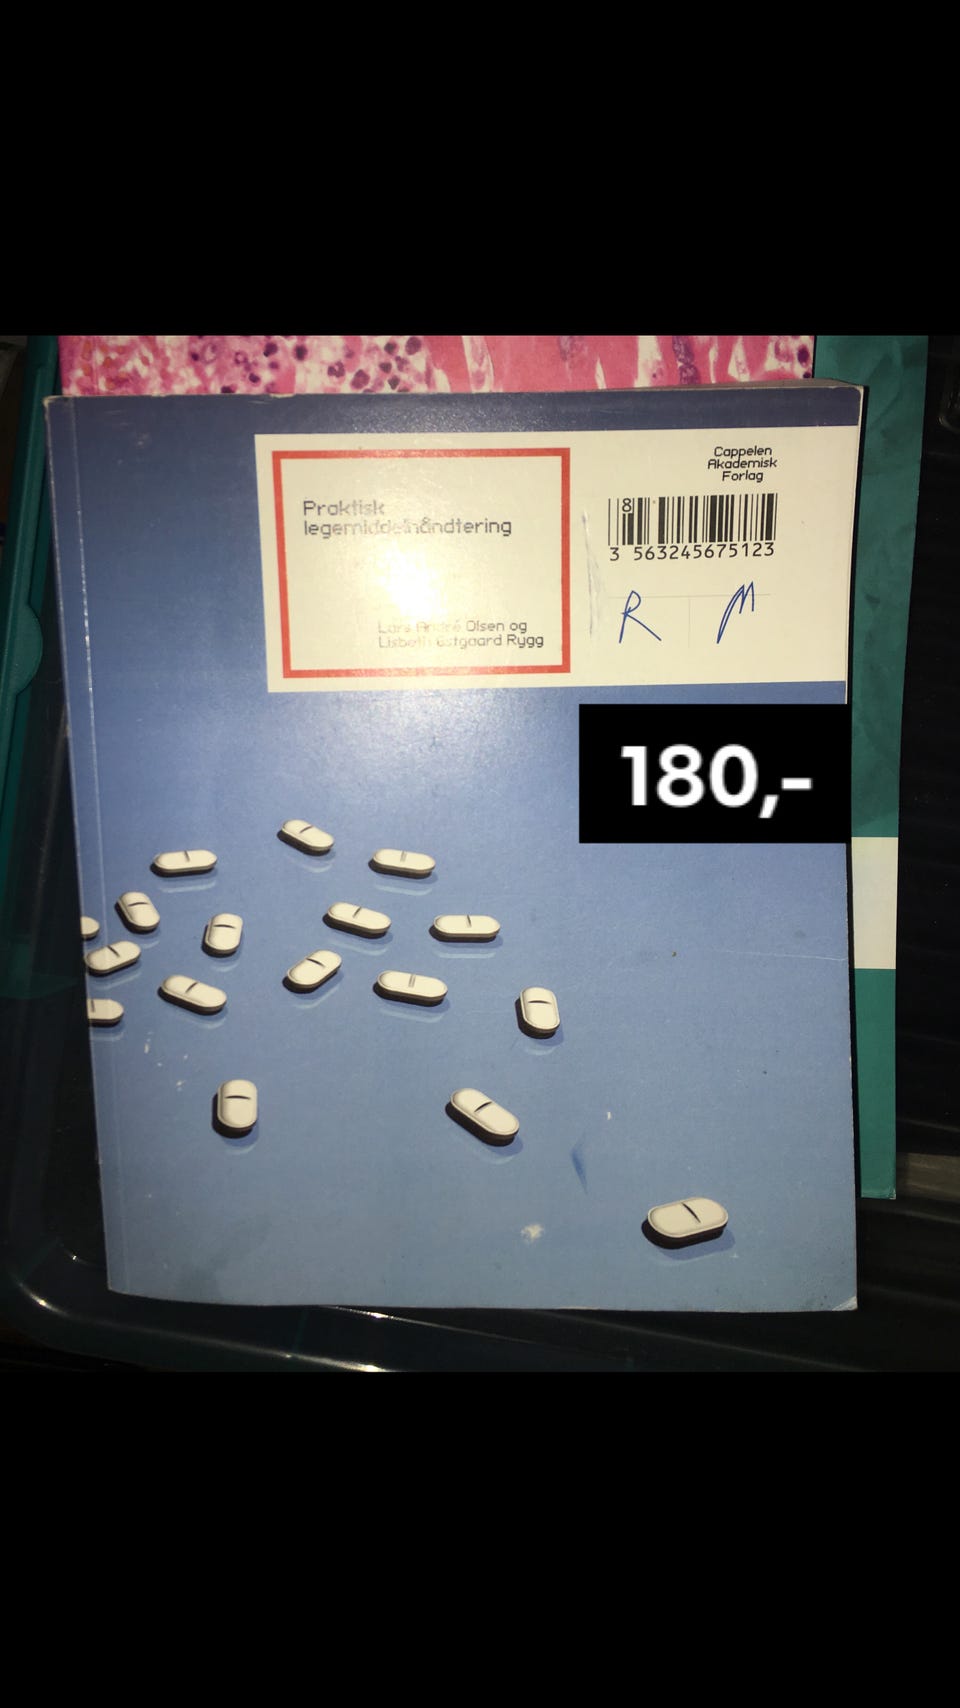 Cappelen
Akademisk
Forlag
Praktisk
legemiddelhåndtering
8
3 563245675123
R M
Lars André Olsen og
Lisbeth Østgaard Rygg
180,-